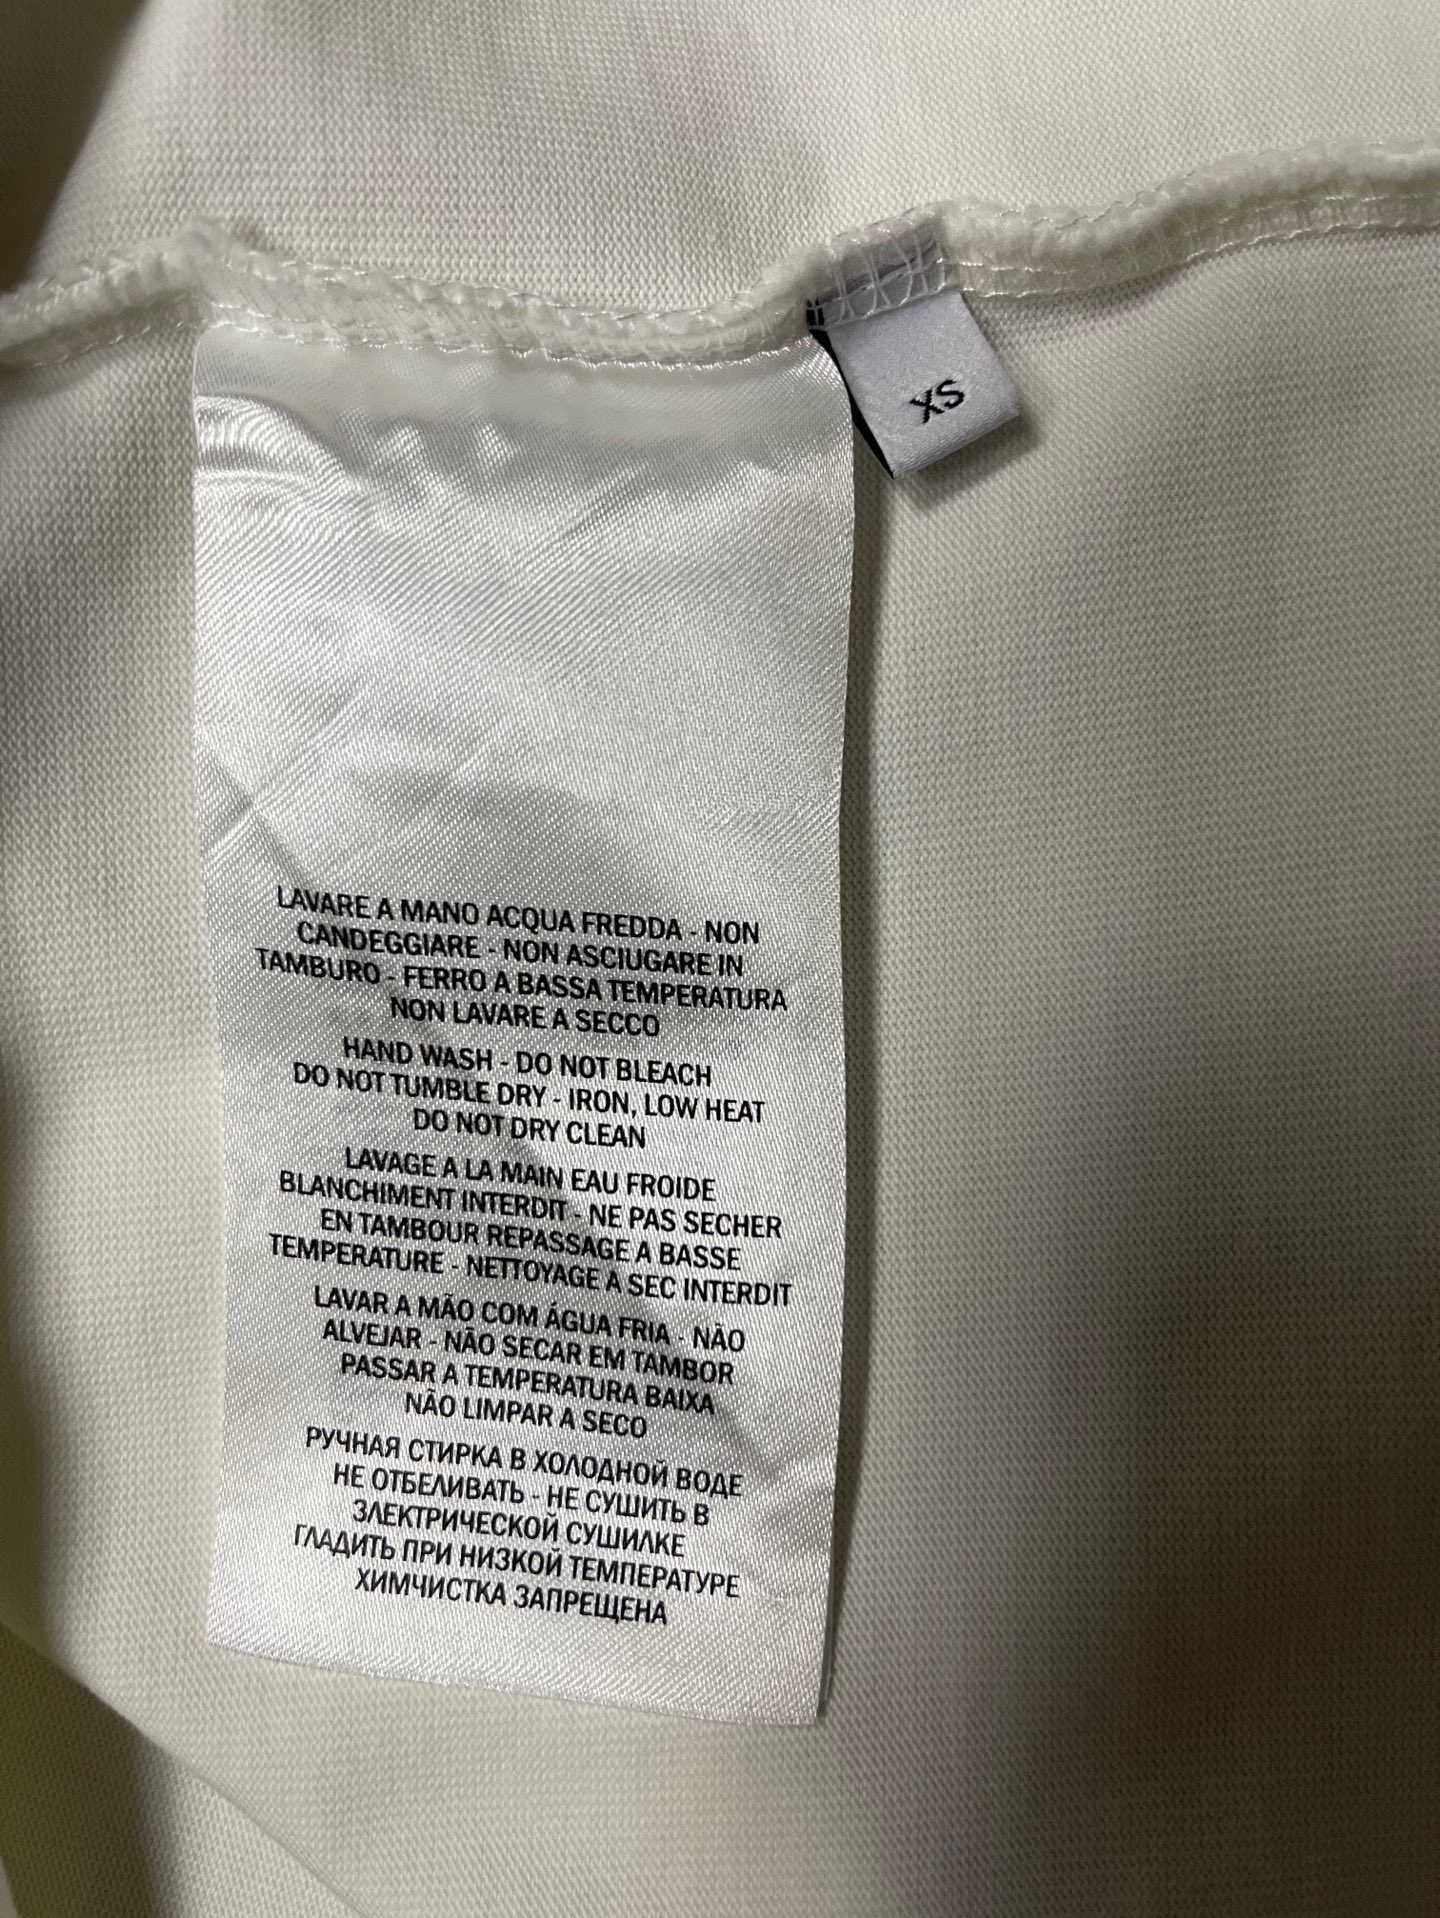 XS
LAVARE A MANO ACQUA FREDDA - NON
CANDEGGIARE - NON ASCIUGARE IN
TAMBURO - FERRO A BASSA TEMPERATURA
NON LAVARE A SECCO
HAND WASH - DO NOT BLEACH
DO NOT TUMBLE DRY - IRON, LOW HEAT
DO NOT DRY CLEAN
LAVAGE A LA MAIN EAU FROIDE
BLANCHIMENT INTERDIT - NE PAS SECHER
EN TAMBOUR REPASSAGE A BASSE
TEMPERATURE - NETTOYAGE A SEC INTERDIT
LAVAR A MÃO COM ÁGUA FRIA - NÃO
ALVEJAR - NÃO SECAR EM TAMBOR
PASSAR A TEMPERATURA BAIXA
NÃO LIMPAR A SECO
РУЧНАЯ СТИРКА В ХОЛОДНОЙ ВОДЕ
НЕ ОТБЕЛИВАТЬ - НЕ СУШИТЬ В
ЗЛЕКТРИЧЕСКОЙ СУШИЛКЕ
ГЛАДИТЬ ПРИ НИЗКОЙ ТЕМПЕРАТУРЕ
ХИМЧИСТКА ЗАПРЕЩЕНА